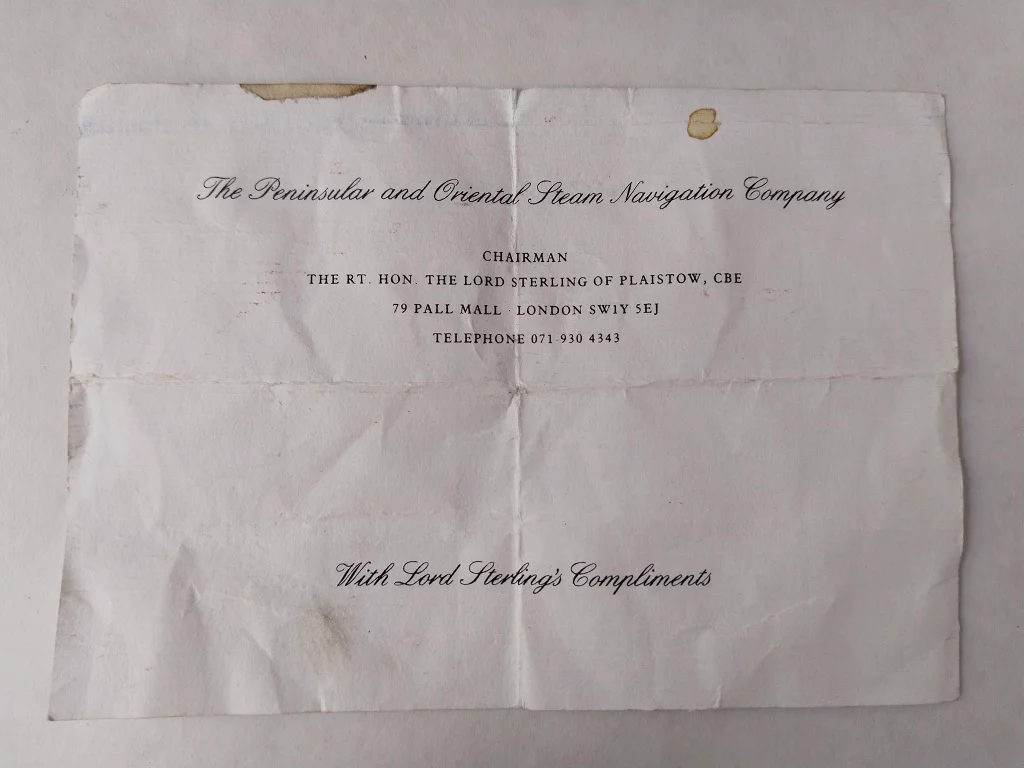 The Peninsular and Oriental Steam Navigation Company
CHAIRMAN
THE RT. HON. THE LORD STERLING OF PLAISTOW, CBE
79 PALL MALL · LONDON SW1Y 5EJ
TELEPHONE 071-930 4343
With Lord Sterling's Compliments